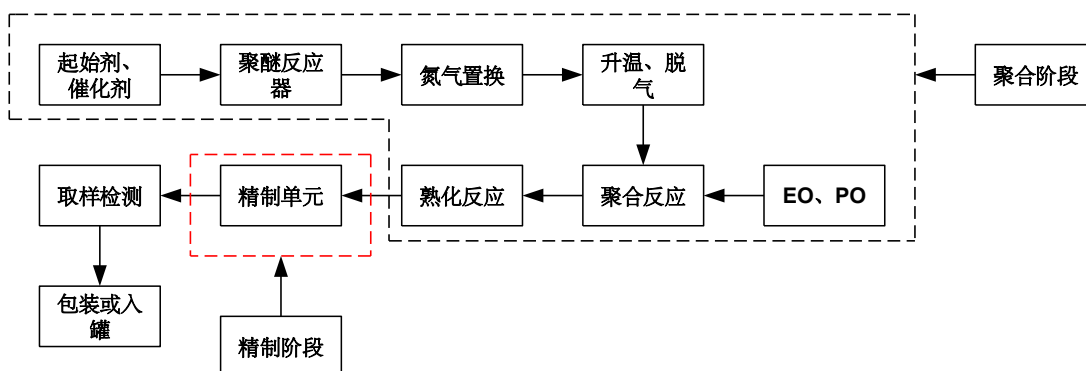 起始剂、
催化剂
聚醚反应
器
氮气置换
升温、脱
气
聚合阶段
取样检测
精制单元
熟化反应
聚合反应
EO、PO
包装或入
罐
精制阶段